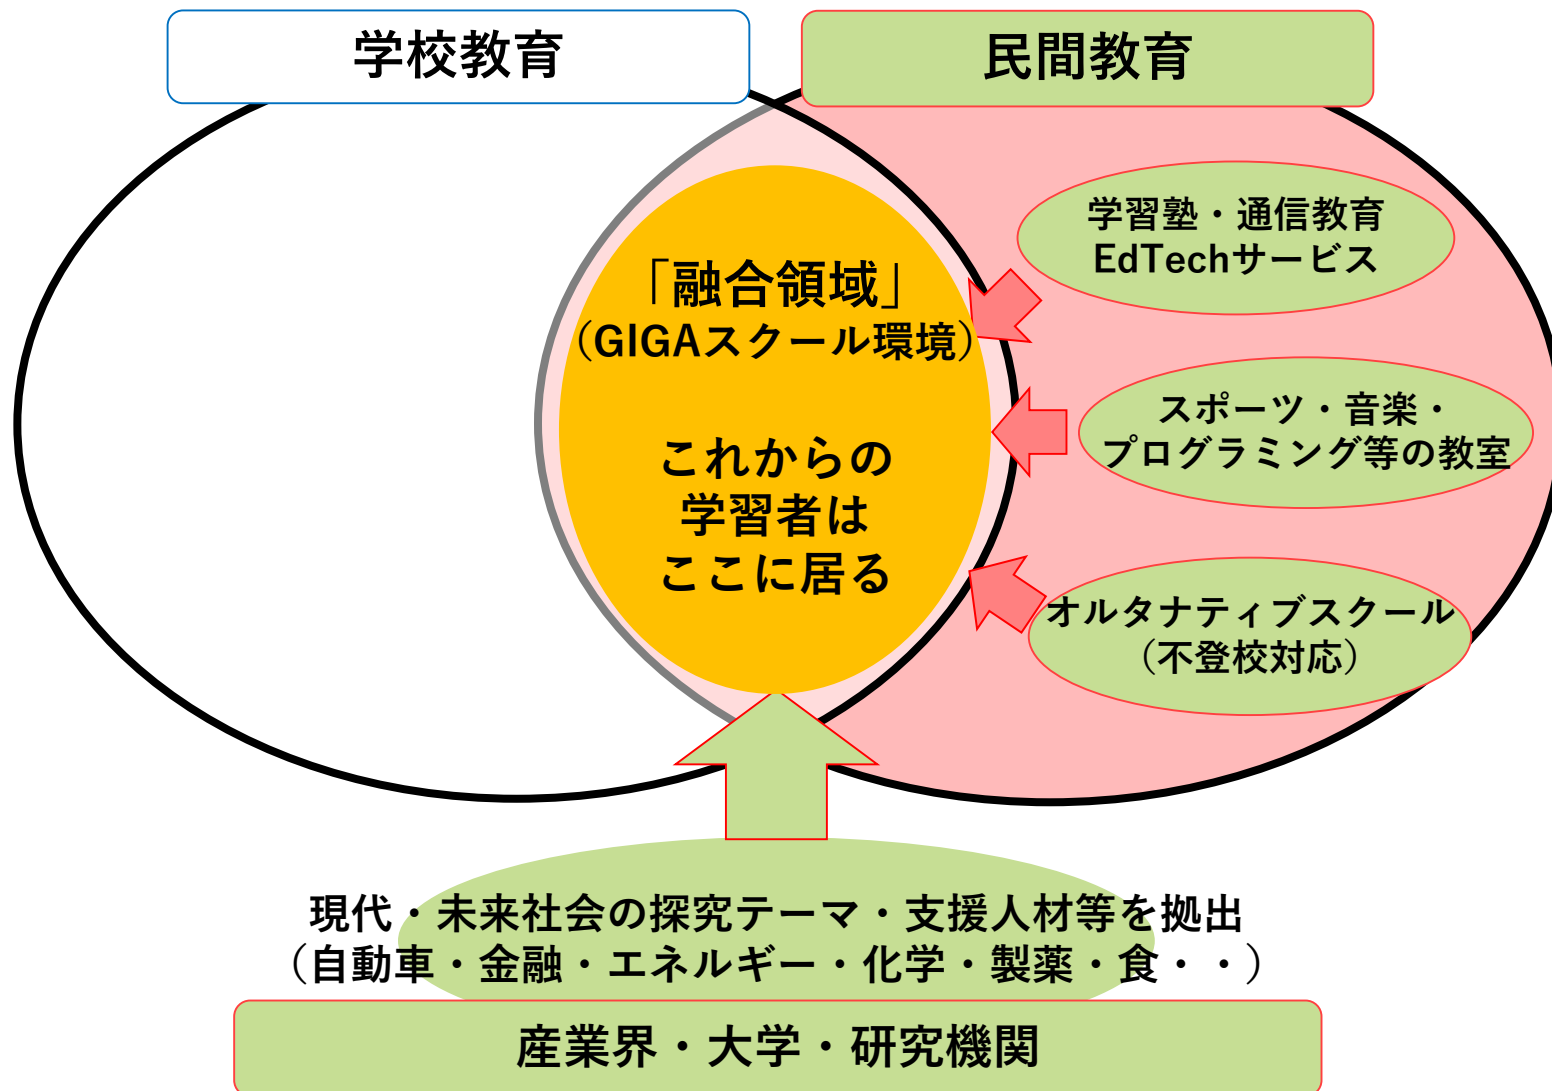 学校教育
民間教育
「融合領域」
（GIGAスクール環境）
これからの
学習者は
ここに居る
学習塾・通信教育
EdTechサービス
スポーツ・音楽・
プログラミング等の教室
オルタナティブスクール
（不登校対応）
現代・未来社会の探究テーマ・支援人材等を拠出
（自動車・金融・エネルギー・化学・製薬・食・・）
産業界・大学・研究機関